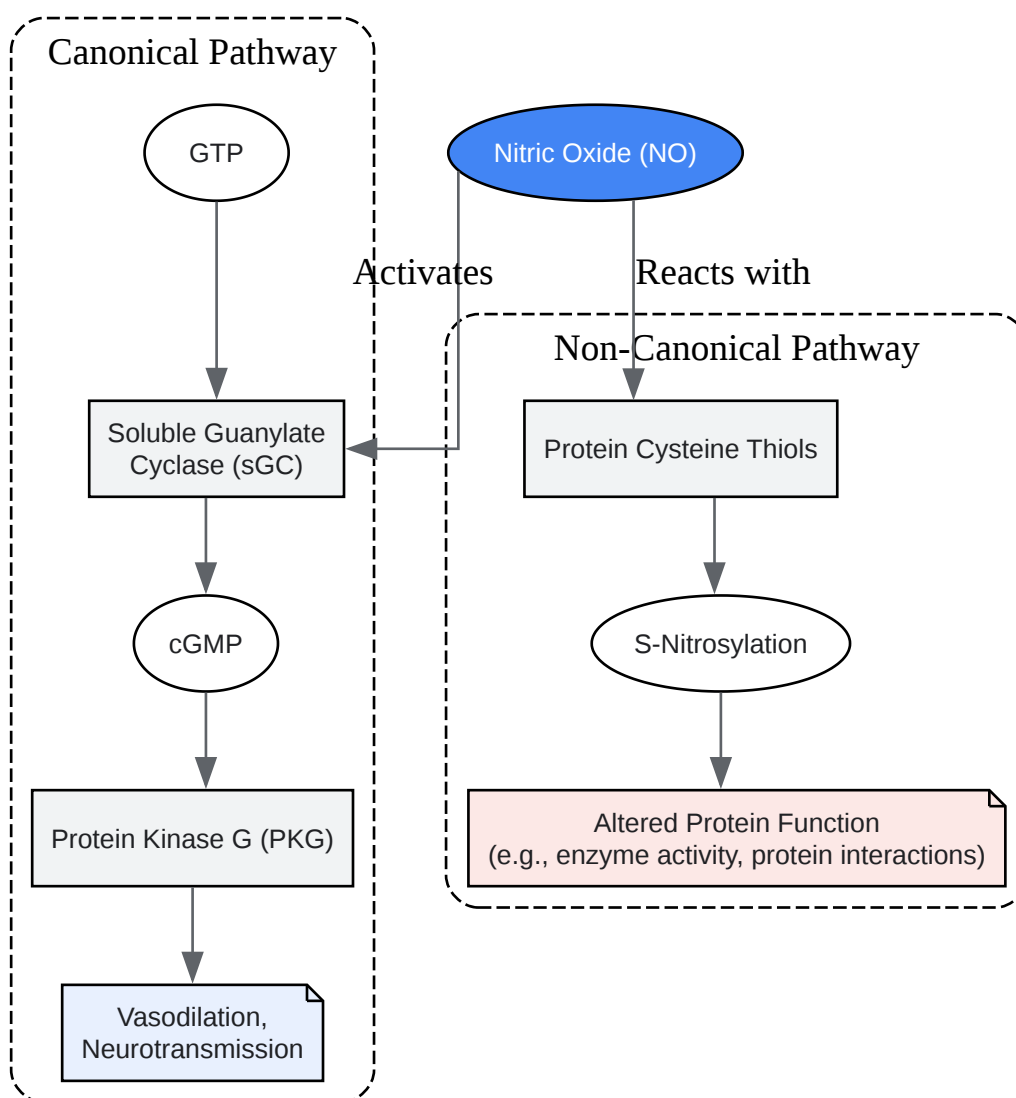 Canonical Pathway
GTP
Nitric Oxide (NO)
Activates
Reacts with
Non-Canonical Pathway
Soluble Guanylate
Cyclase (sGC)
Protein Cysteine Thiols
cGMP
S-Nitrosylation
Protein Kinase G (PKG)
Altered Protein Function
(e.g., enzyme activity, protein interactions)
Vasodilation,
Neurotransmission